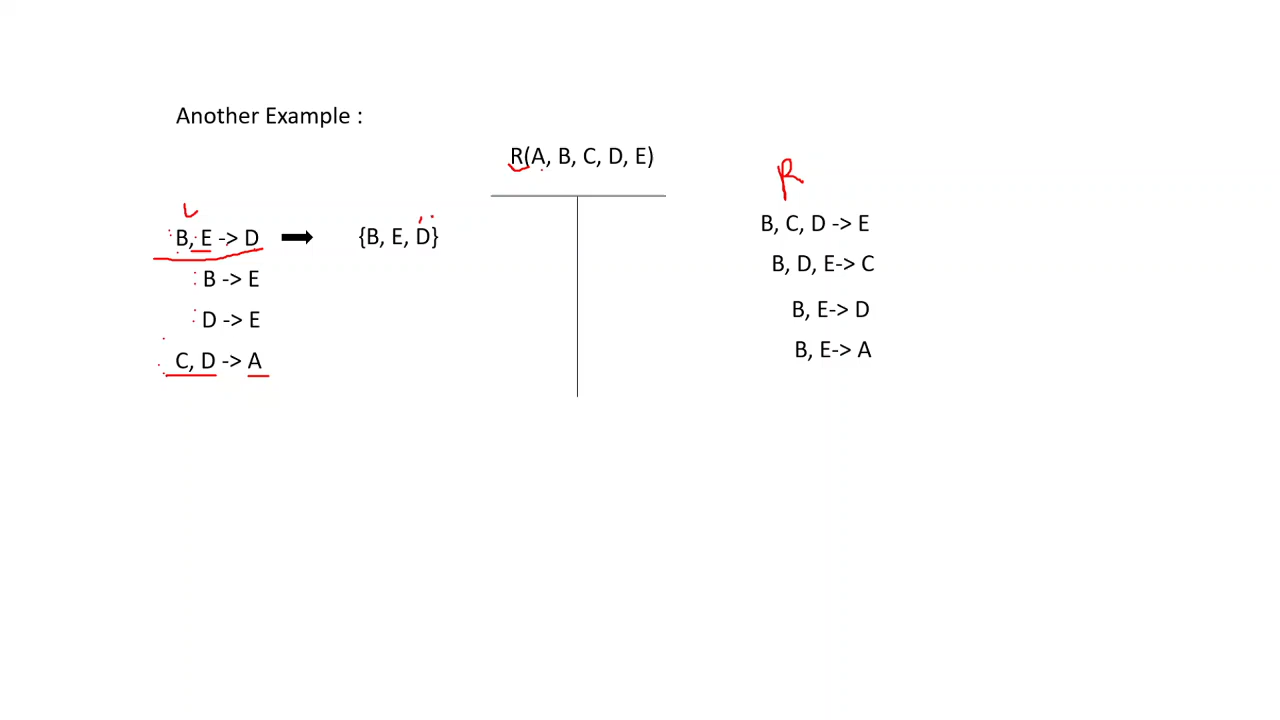 Another Example :
R(A, B, C, D, E)
R
B, E -> D
{B, E, D}
B -> E
D -> E
C, D -> A
B, C, D -> E
B, D, E-> C
B, E-> D
B, E-> A